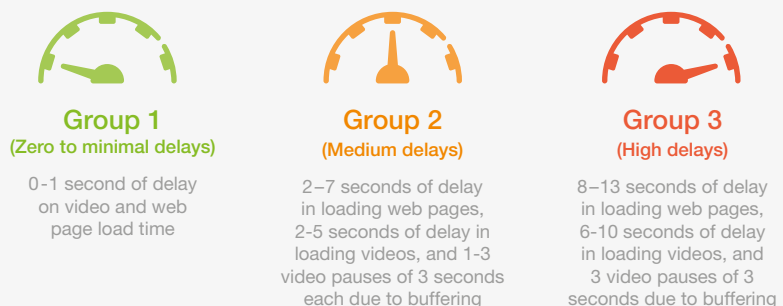 Group 1
(Zero to minimal delays)
0-1 second of delay
on video and web
page load time
Group 2
(Medium delays)
2–7 seconds of delay
in loading web pages,
2-5 seconds of delay in
loading videos, and 1-3
video pauses of 3 seconds
each due to buffering
Group 3
(High delays)
8–13 seconds of delay
in loading web pages,
6-10 seconds of delay
in loading videos, and
3 video pauses of 3
seconds due to buffering